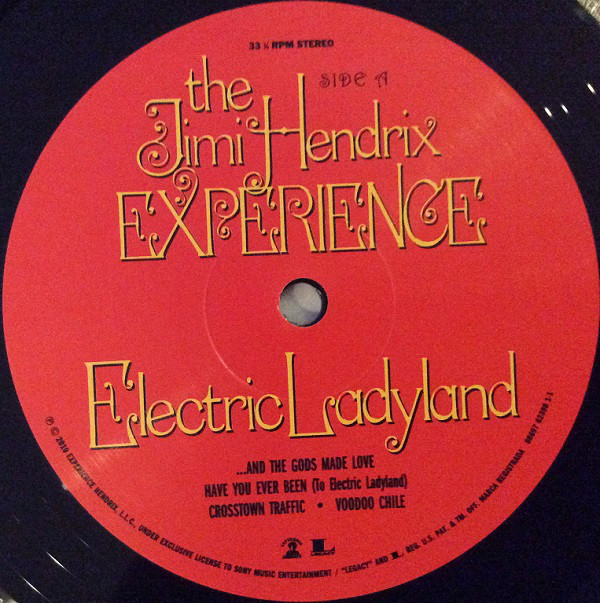 33 ⅓ RPM STEREO
SIDE A
the
Jimi Hendrix
EXPERIENCE
Electric Ladyland
...AND THE GODS MADE LOVE
HAVE YOU EVER BEEN (To Electric Ladyland)
CROSSTOWN TRAFFIC • VOODOO CHILE
℗ © 2010 EXPERIENCE HENDRIX, L.L.C., UNDER EXCLUSIVE LICENSE TO SONY MUSIC ENTERTAINMENT / "LEGACY" AND L, REG. U.S. PAT. & TM. OFF. MARCA REGISTRADA